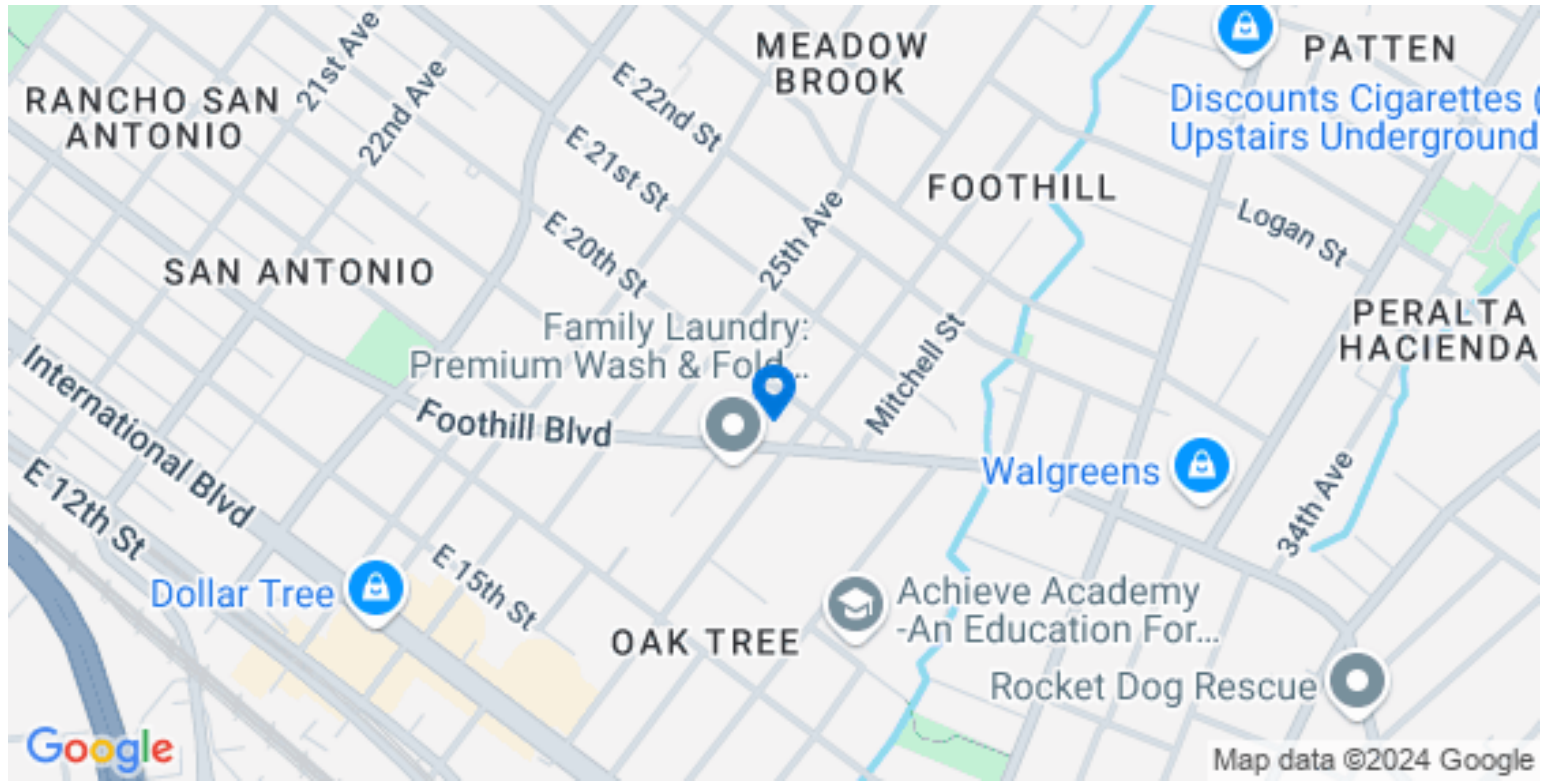 MEADOW
BROOK
PATTEN
Discounts Cigarettes (
Upstairs Underground
RANCHO SAN
ANTONIO
21st Ave
22nd Ave
E 22nd St
E 21st St
E 20th St
25th Ave
FOOTHILL
Logan St
SAN ANTONIO
PERALTA
HACIENDA
Family Laundry:
Premium Wash & Fold...
Mitchell St
International Blvd
Foothill Blvd
E 12th St
Walgreens
34th Ave
E 15th St
Dollar Tree
Achieve Academy
-An Education For...
OAK TREE
Rocket Dog Rescue
Google
Map data ©2024 Google